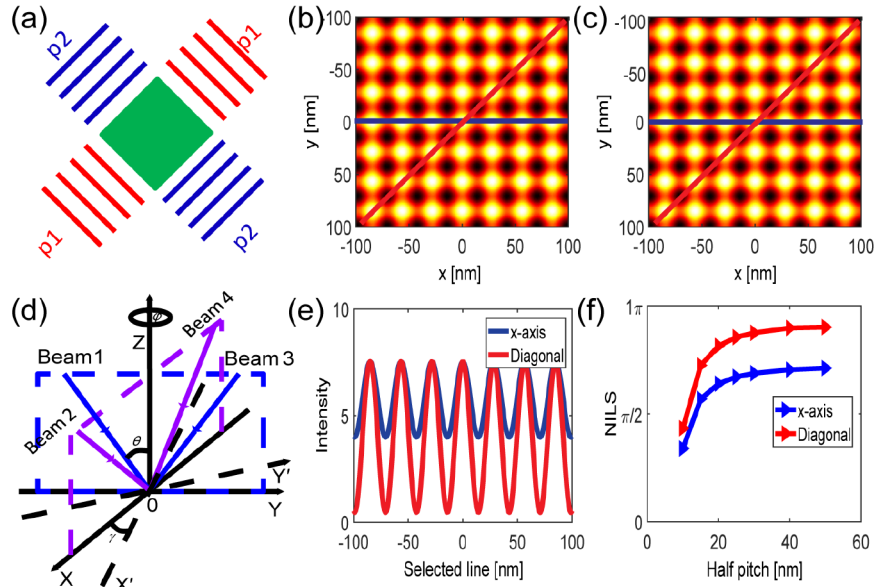 (a)
p2
p1
p1
p2
(b)
-100
-50
0
50
100
y [nm]
-100
-50
0
50
100
x [nm]
(c)
-100
-50
0
50
100
y [nm]
-100
-50
0
50
100
x [nm]
(d)
Z
Φ
Beam 4
Beam1
Beam 3
Beam 2
θ
Y'
Y
0
γ
X
X'
(e)
10
5
0
Intensity
x-axis
Diagonal
-100
-50
0
50
100
Selected line [nm]
(f)
1π
π/2
0
NILS
x-axis
Diagonal
0
20
40
60
Half pitch [nm]